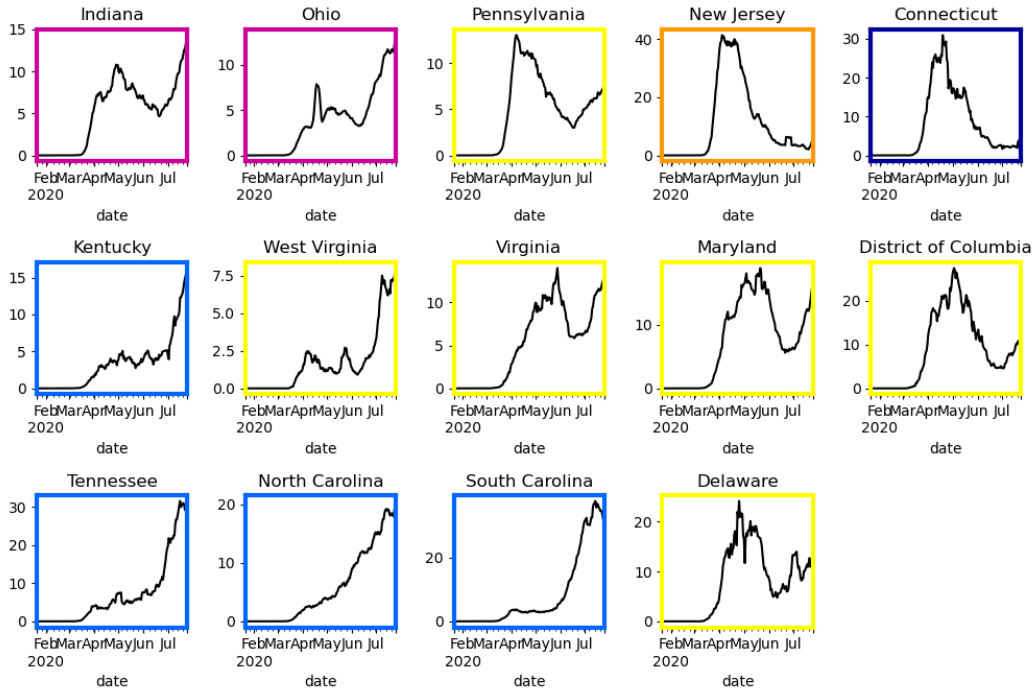 Indiana Ohio Pennsylvania New Jersey Connecticut
15 10 5 0
10 5 0
10 5 0
40 20 0
30 20 10 0
Feb Mar Apr May Jun Jul Feb Mar Apr May Jun Jul Feb Mar Apr May Jun Jul Feb Mar Apr May Jun Jul Feb Mar Apr May Jun Jul
2020 2020 2020 2020 2020
date date date date date
Kentucky West Virginia Virginia Maryland District of Columbia
15 10 5 0
7.5 5.0 2.5 0.0
10 5 0
10 0
20 10 0
Feb Mar Apr May Jun Jul Feb Mar Apr May Jun Jul Feb Mar Apr May Jun Jul Feb Mar Apr May Jun Jul Feb Mar Apr May Jun Jul
2020 2020 2020 2020 2020
date date date date date
Tennessee North Carolina South Carolina Delaware
30 20 10 0
20 10 0
20 0
20 10 0
Feb Mar Apr May Jun Jul Feb Mar Apr May Jun Jul Feb Mar Apr May Jun Jul Feb Mar Apr May Jun Jul
2020 2020 2020 2020
date date date date